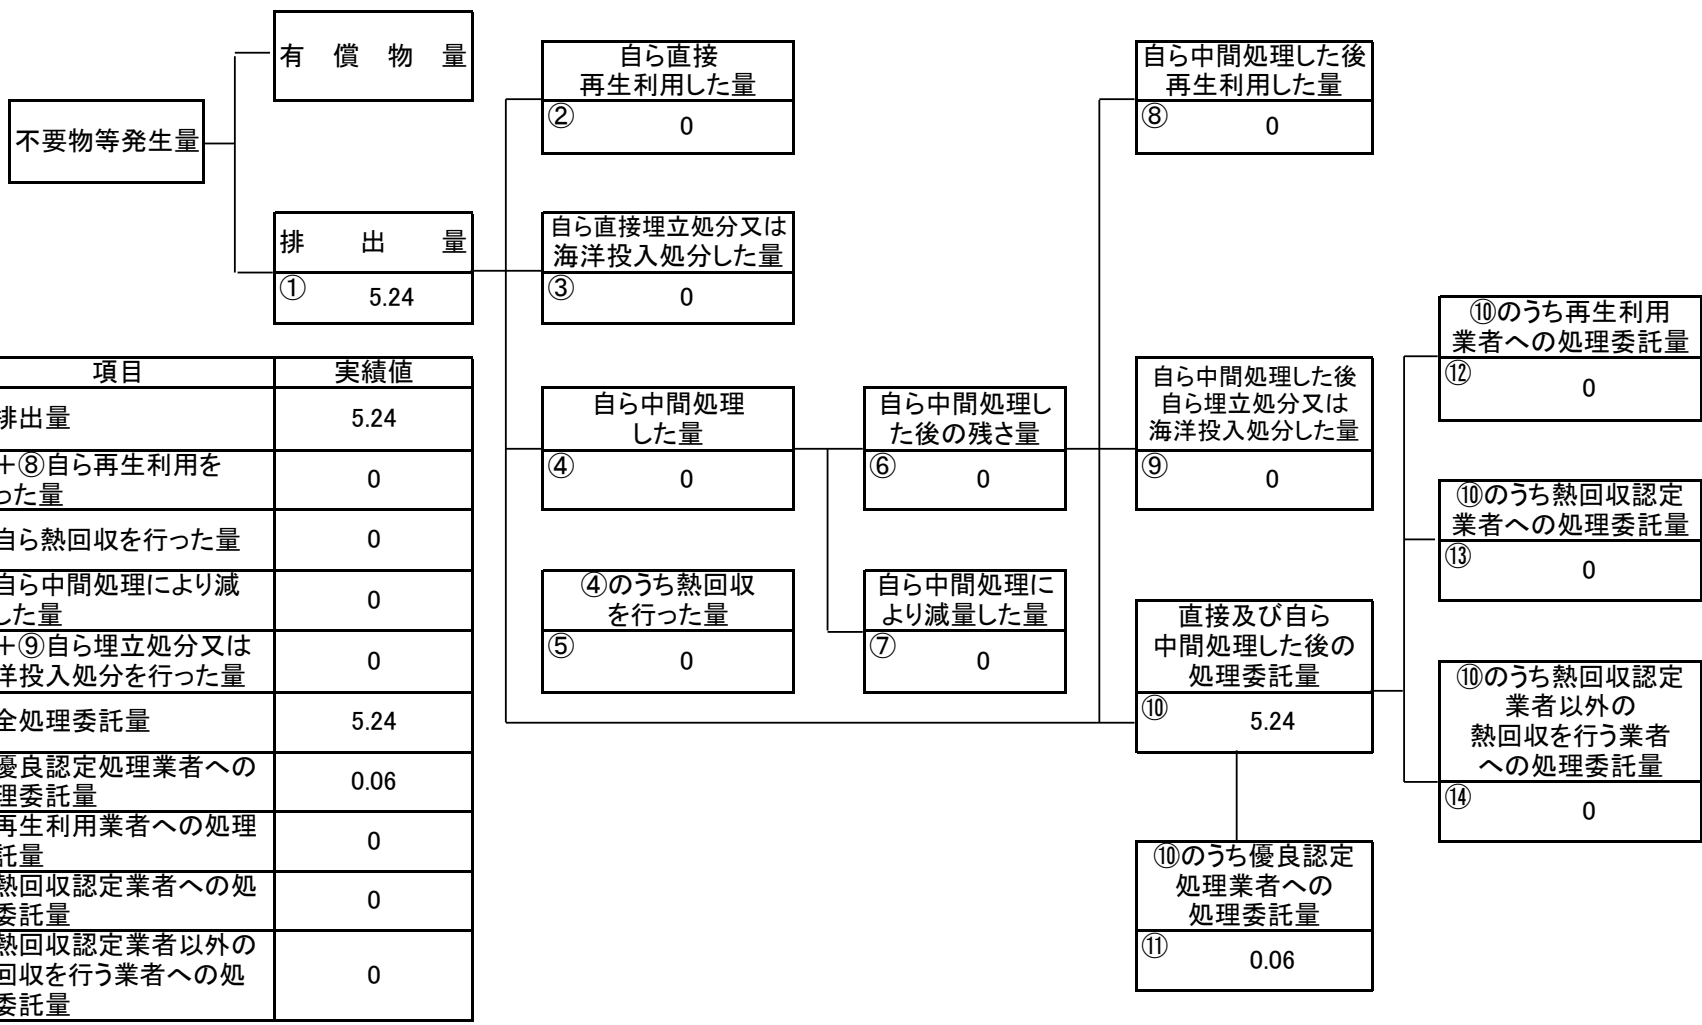 不要物等発生量
有償物量
排出量
① 5.24
自ら直接
再生利用した量
② 0
自ら直接埋立処分又は
海洋投入処分した量
③ 0
自ら中間処理
した量
④ 0
④のうち熱回収
を行った量
⑤ 0
自ら中間処理し
た後の残さ量
⑥ 0
自ら中間処理に
より減量した量
⑦ 0
自ら中間処理した後
再生利用した量
⑧ 0
自ら中間処理した後
自ら埋立処分又は
海洋投入処分した量
⑨ 0
直接及び自ら
中間処理した後の
処理委託量
⑩ 5.24
⑩のうち優良認定
処理業者への
処理委託量
⑪ 0.06
⑩のうち再生利用
業者への処理委託量
⑫ 0
⑩のうち熱回収認定
業者への処理委託量
⑬ 0
⑩のうち熱回収認定
業者以外の
熱回収を行う業者
への処理委託量
⑭ 0
項目 実績値
排出量 5.24
+⑧自ら再生利用を
った量 0
自ら熱回収を行った量 0
自ら中間処理により減
した量 0
+⑨自ら埋立処分又は
洋投入処分を行った量 0
全処理委託量 5.24
優良認定処理業者への
理委託量 0.06
再生利用業者への処理
託量 0
熱回収認定業者への処
委託量 0
熱回収認定業者以外の
回収を行う業者への処
委託量 0